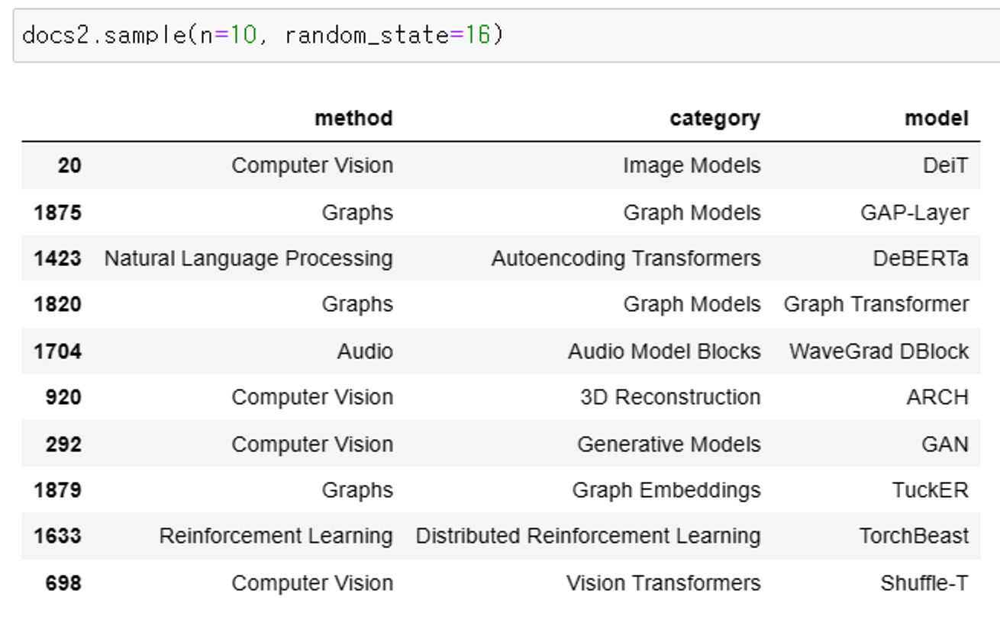 docs2.sample(n=10, random_state=16)
method category model
20 Computer Vision Image Models DeiT
1875 Graphs Graph Models GAP-Layer
1423 Natural Language Processing Autoencoding Transformers DeBERTa
1820 Graphs Graph Models Graph Transformer
1704 Audio Audio Model Blocks WaveGrad DBlock
920 Computer Vision 3D Reconstruction ARCH
292 Computer Vision Generative Models GAN
1879 Graphs Graph Embeddings TuckER
1633 Reinforcement Learning Distributed Reinforcement Learning TorchBeast
698 Computer Vision Vision Transformers Shuffle-T